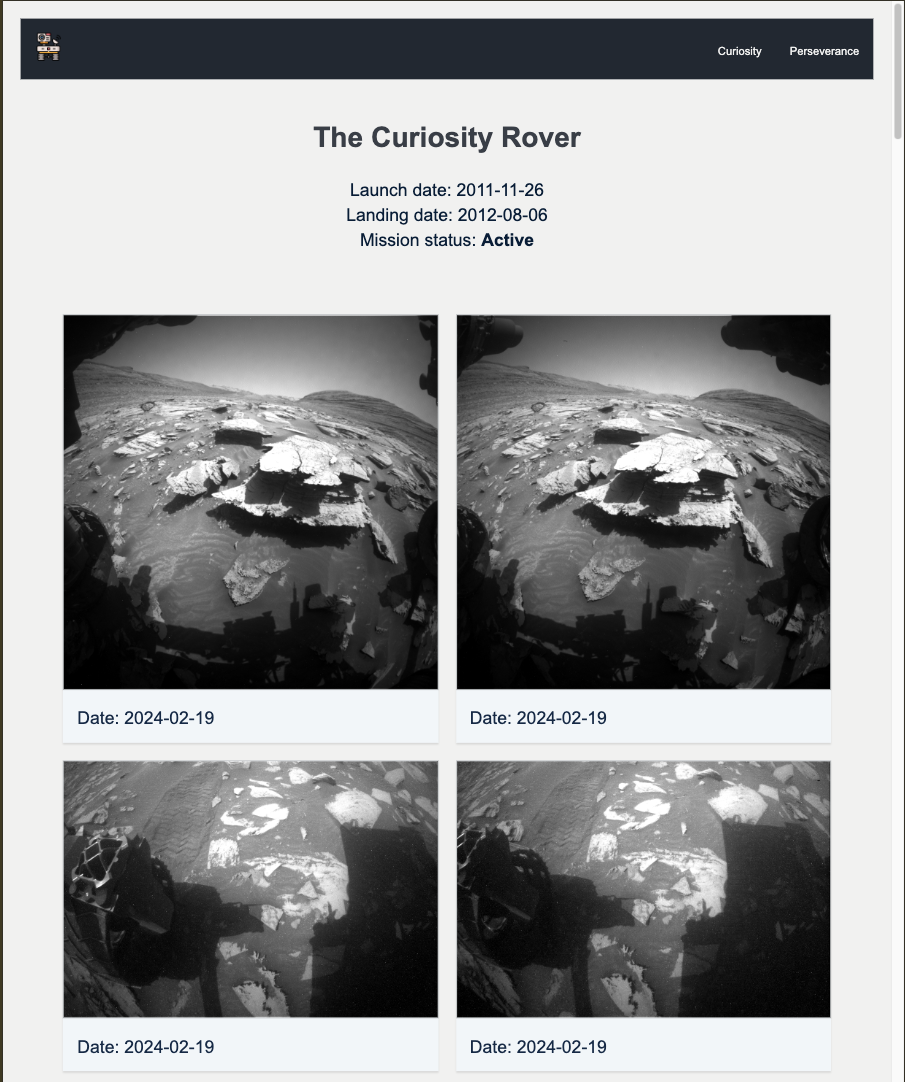 Curiosity Perseverance
The Curiosity Rover
Launch date: 2011-11-26
Landing date: 2012-08-06
Mission status: Active
Date: 2024-02-19
Date: 2024-02-19
Date: 2024-02-19
Date: 2024-02-19